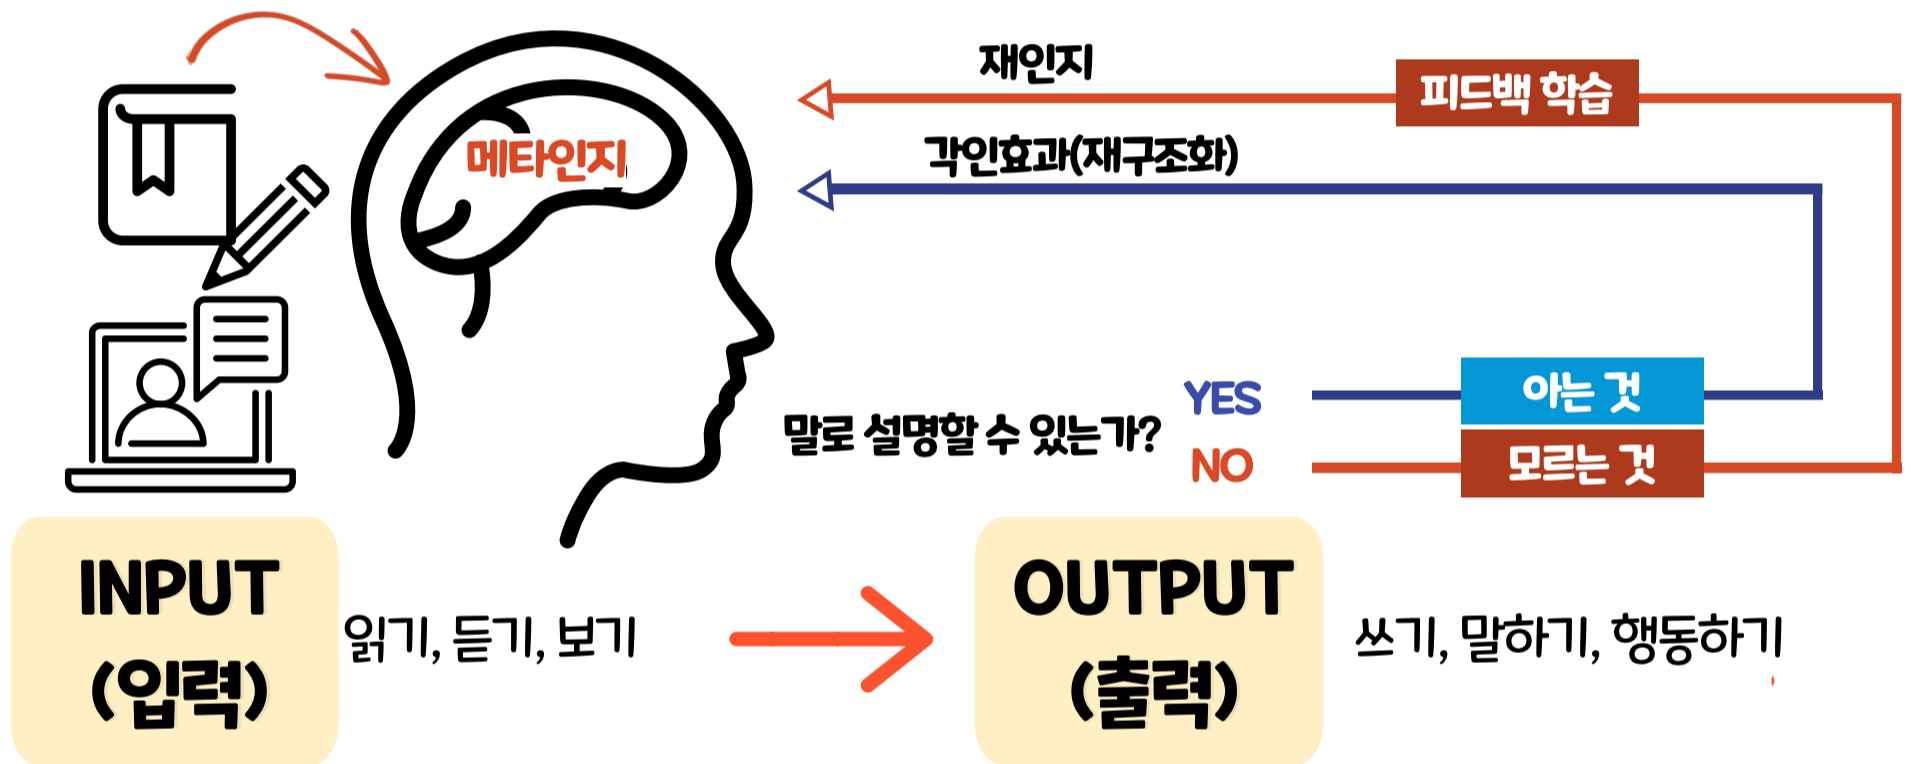 재인지
피드백 학습
각인효과(재구조화)
메타인지
말로 설명할 수 있는가?
YES
아는 것
NO
모르는 것
INPUT
(입력)
읽기, 듣기, 보기
OUTPUT
(출력)
쓰기, 말하기, 행동하기